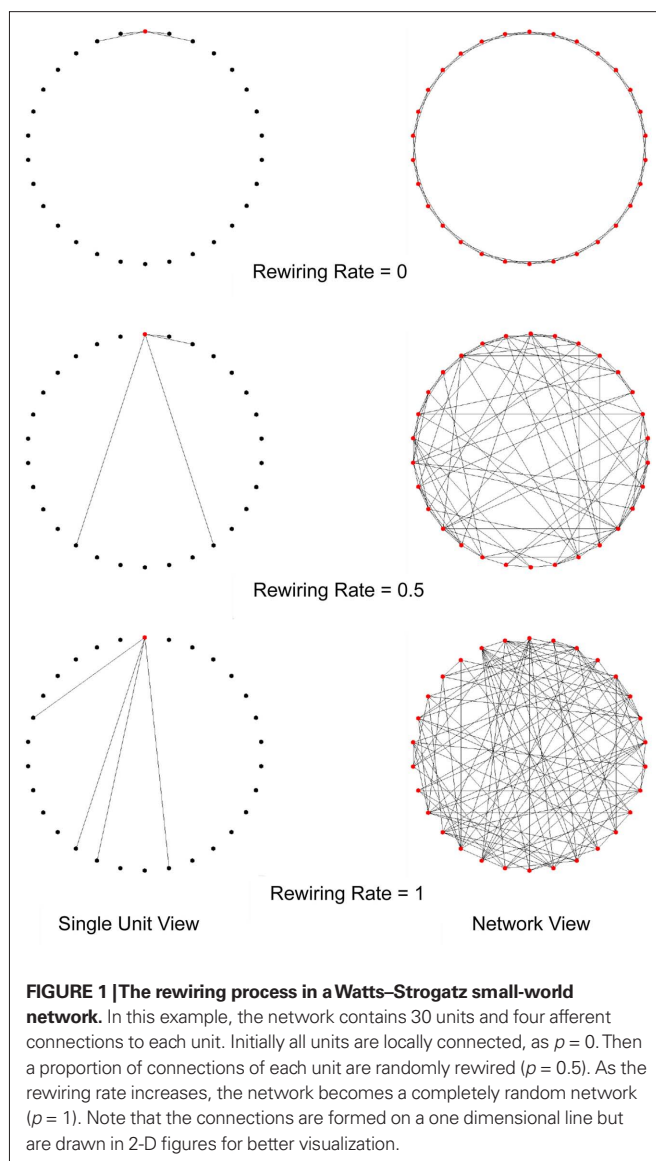 Rewiring Rate = 0
Rewiring Rate = 0.5
Rewiring Rate = 1
Single Unit View
Network View
FIGURE 1 | The rewiring process in a Watts–Strogatz small-world
network. In this example, the network contains 30 units and four afferent
connections to each unit. Initially all units are locally connected, as p = 0. Then
a proportion of connections of each unit are randomly rewired (p = 0.5). As the
rewiring rate increases, the network becomes a completely random network
(p = 1). Note that the connections are formed on a one dimensional line but
are drawn in 2-D figures for better visualization.